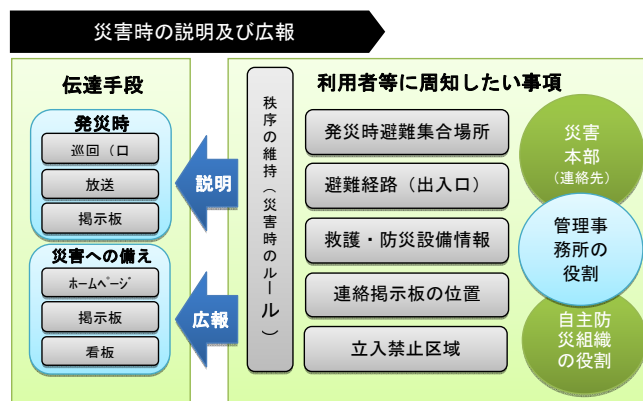 災害時の説明及び広報
伝達手段
発災時
巡回（口
放送
掲示板
災害への備え
ﾎｰﾑﾍﾟｰｼﾞ
掲示板
看板
説明
広報
利用者等に周知したい事項
秩序の維持（災害時のルール）
発災時避難集合場所
避難経路（出入口）
救護・防災設備情報
連絡掲示板の位置
立入禁止区域
災害
本部
（連絡先）
管理事
務所の
役割
自主防
災組織
の役割